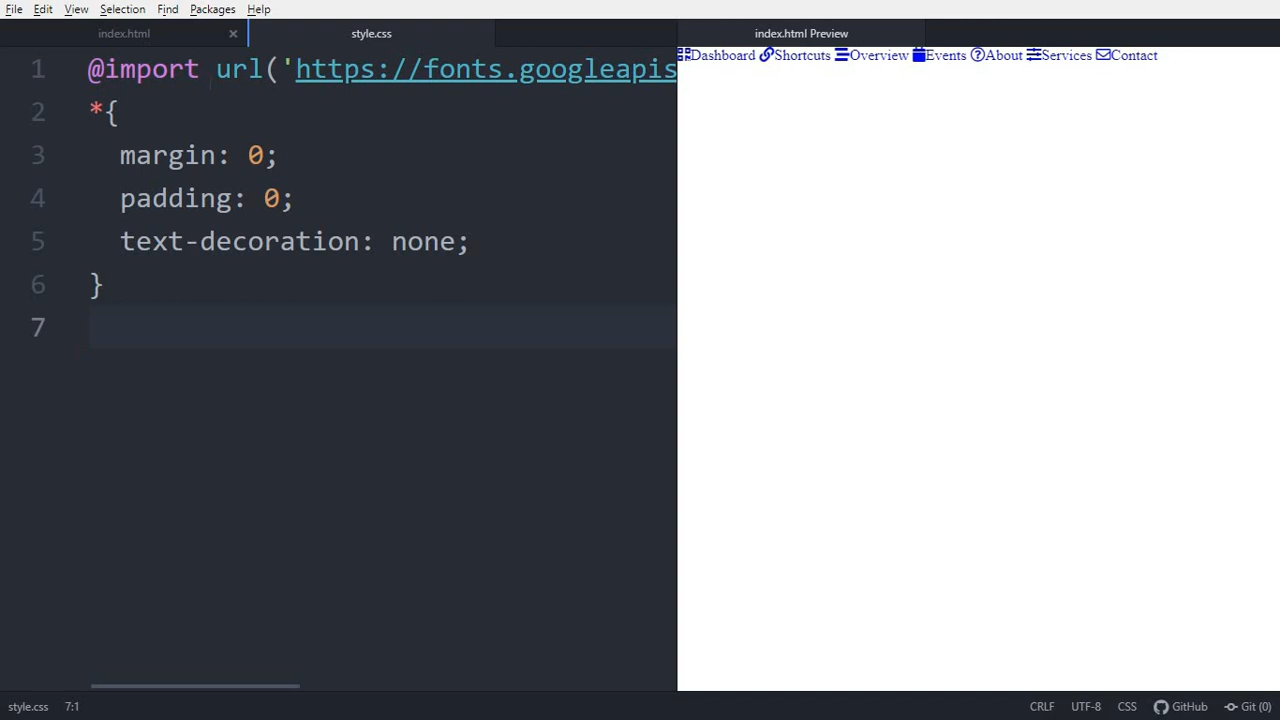 File Edit View Selection Find Packages Help
index.html style.css index.html Preview
1 @import url('https://fonts.googleapis
2 *{
3 margin: 0;
4 padding: 0;
5 text-decoration: none;
6 }
7
Dashboard Shortcuts Overview Events About Services Contact
style.css 7:1 CRLF UTF-8 CSS GitHub Git (0)